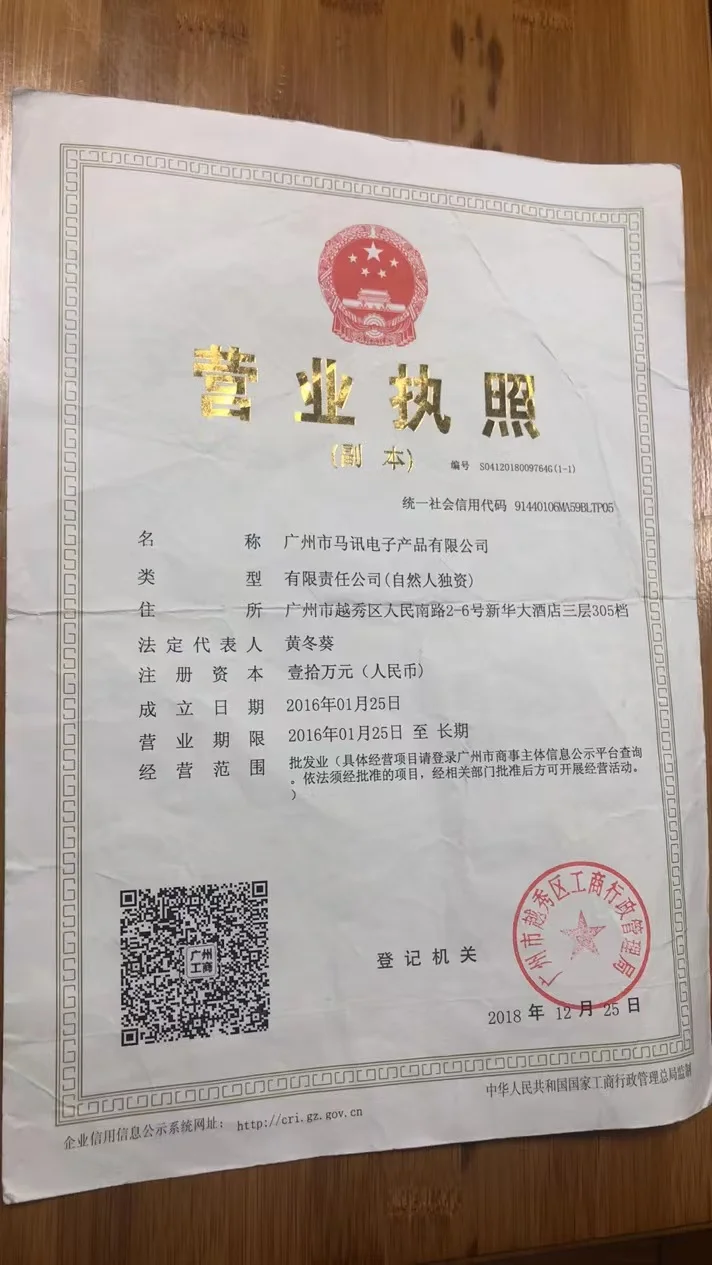 营业执照
(副本)
编号 S0412018009764G(1-1)
统一社会信用代码 91440106MA59BLTP05
名称 广州市马讯电子产品有限公司
类型 有限责任公司(自然人独资)
住所 广州市越秀区人民南路2-6号新华大酒店三层305档
法定代表人 黄冬葵
注册资本 壹拾万元（人民币）
成立日期 2016年01月25日
营业期限 2016年01月25日 至 长期
经营范围 批发业（具体经营项目请登录广州市商事主体信息公示平台查询
。依法须经批准的项目，经相关部门批准后方可开展经营活动。
）
广州
工商
登记机关
广州市越秀区工商行政管理局
2018 年 12 月 25 日
企业信用信息公示系统网址： http://cri.gz.gov.cn
中华人民共和国国家工商行政管理总局监制